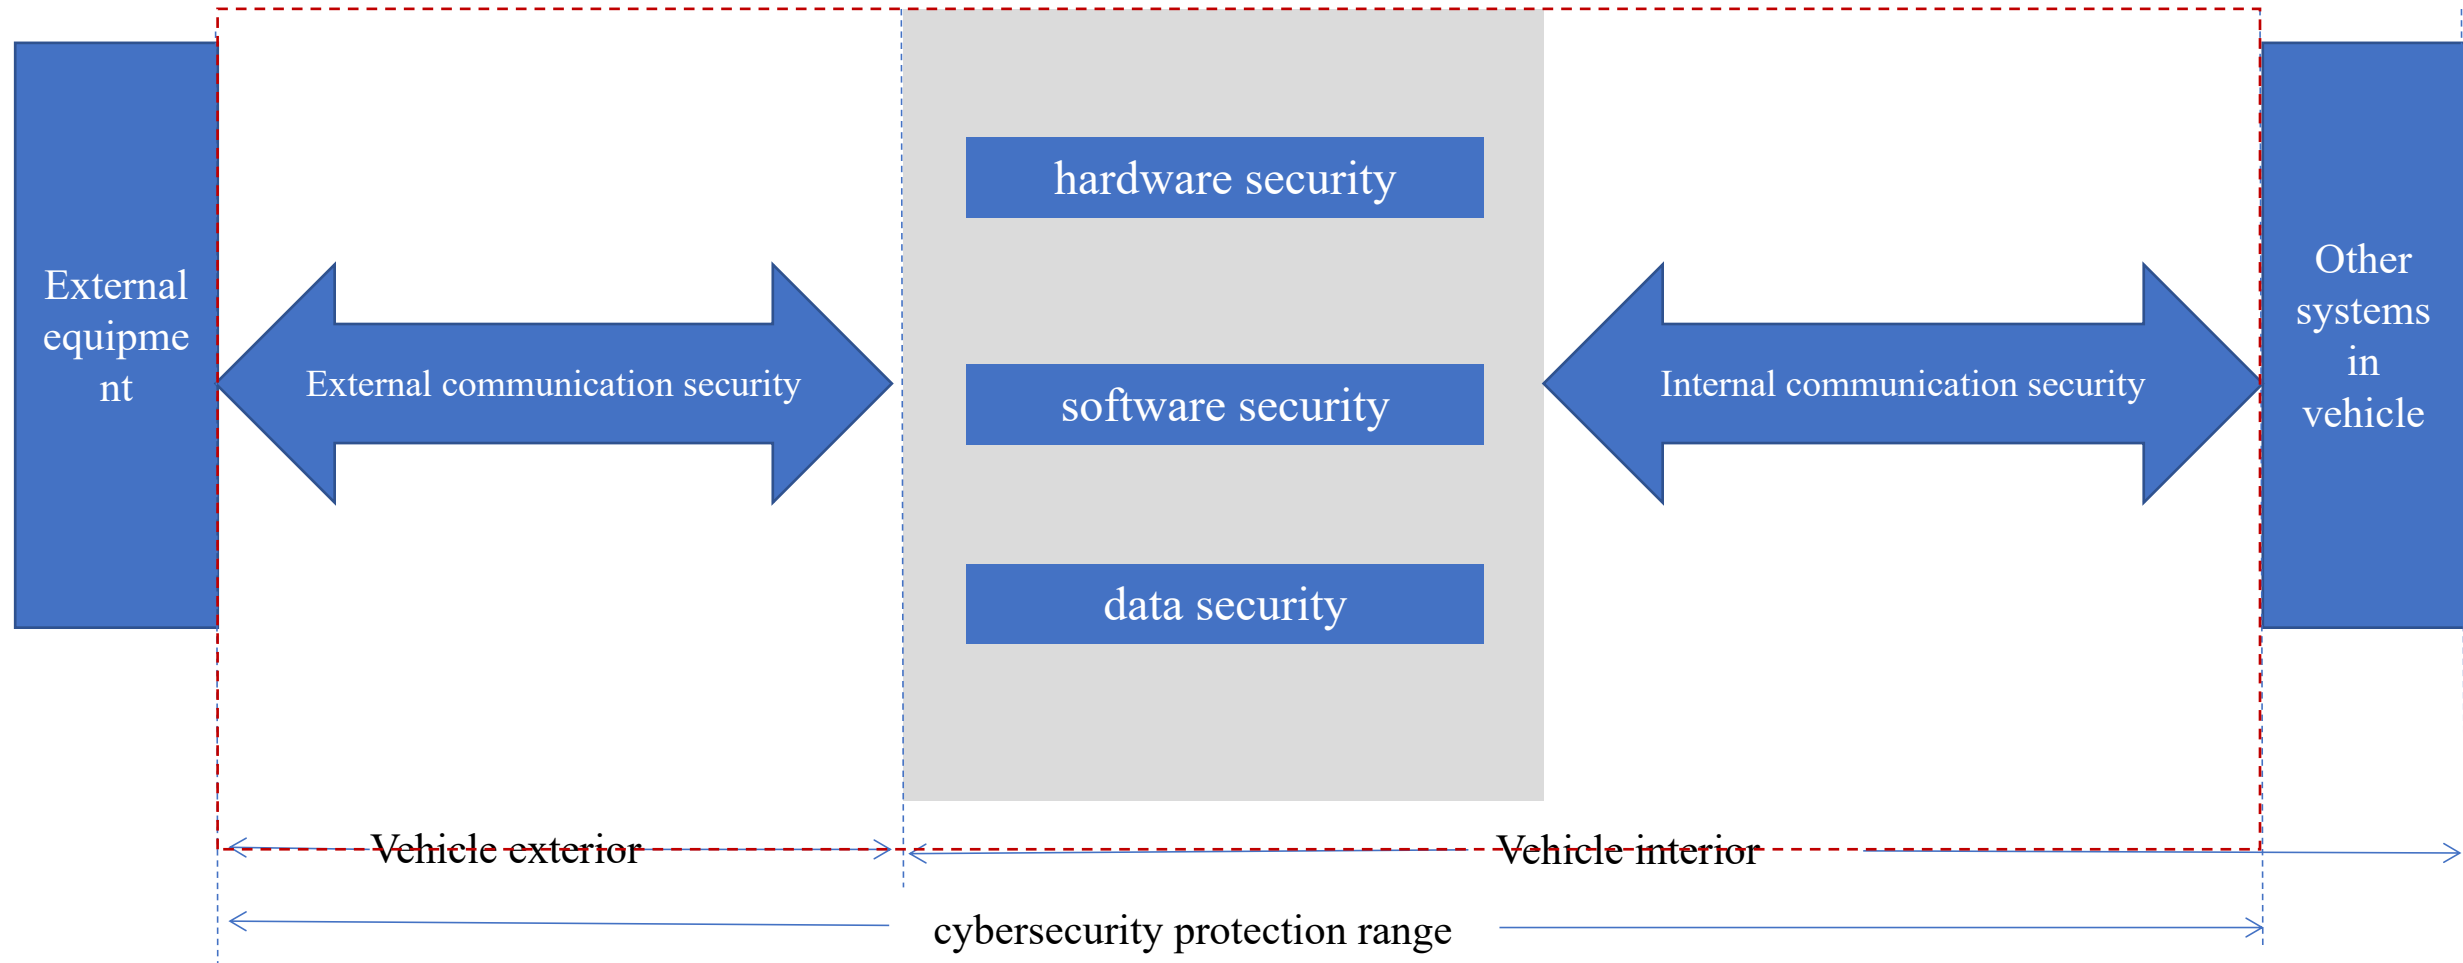 External
equipme
nt
External communication security
hardware security
software security
data security
Internal communication security
Other
systems
in
vehicle
Vehicle exterior
Vehicle interior
cybersecurity protection range